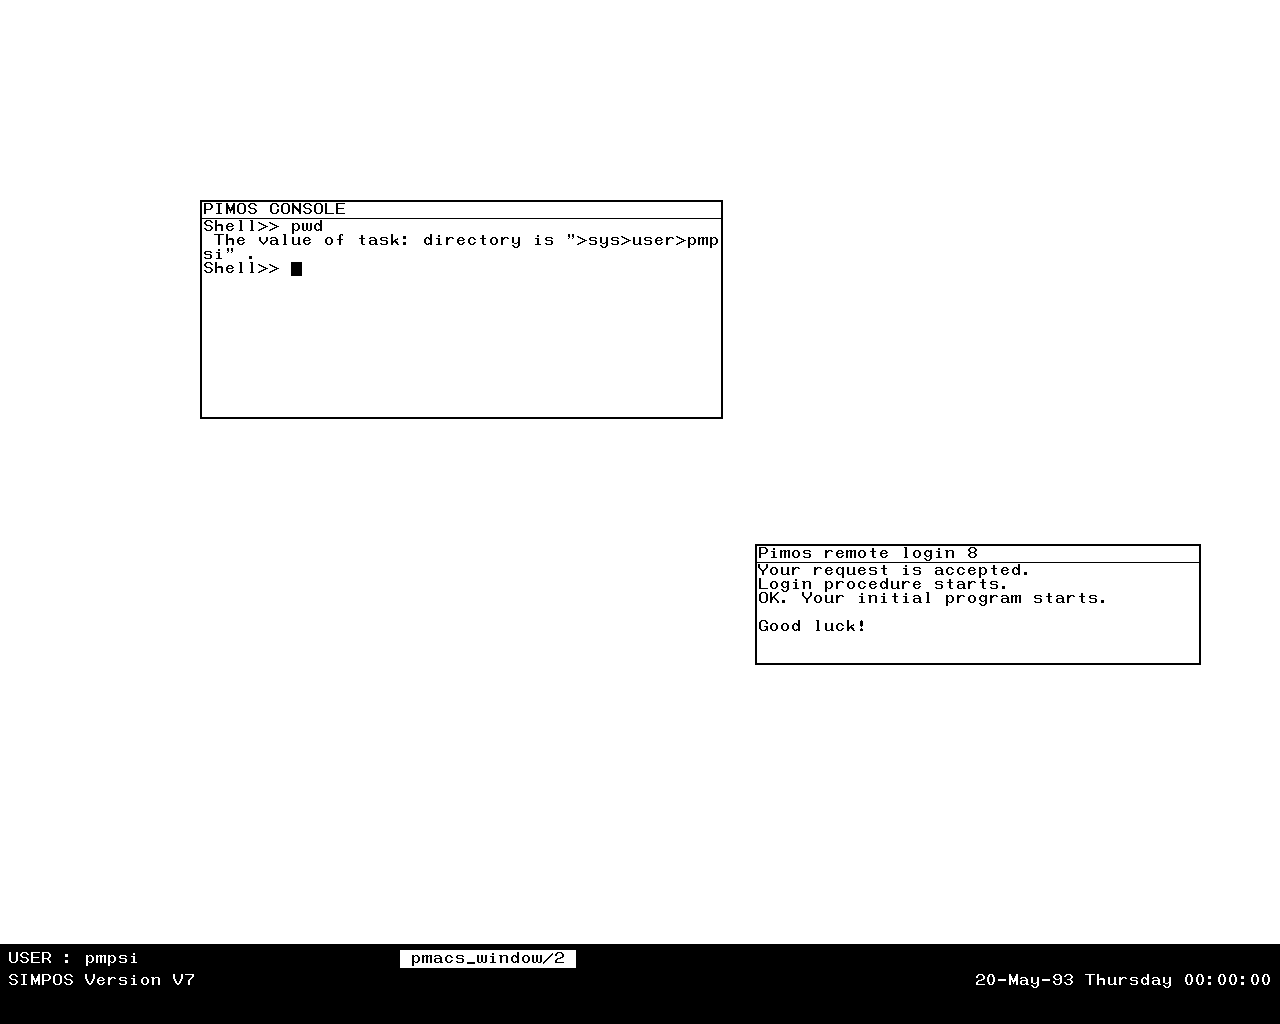 PIMOS CONSOLE
Shell>> pwd
The value of task: directory is ">sys>user>pmp
si" .
Shell>>
Pimos remote login 8
Your request is accepted.
Login procedure starts.
OK. Your initial program starts.
Good luck!
USER : pmpsi
pmacs_window/2
SIMPOS Version V7
20-May-93 Thursday 00:00:00